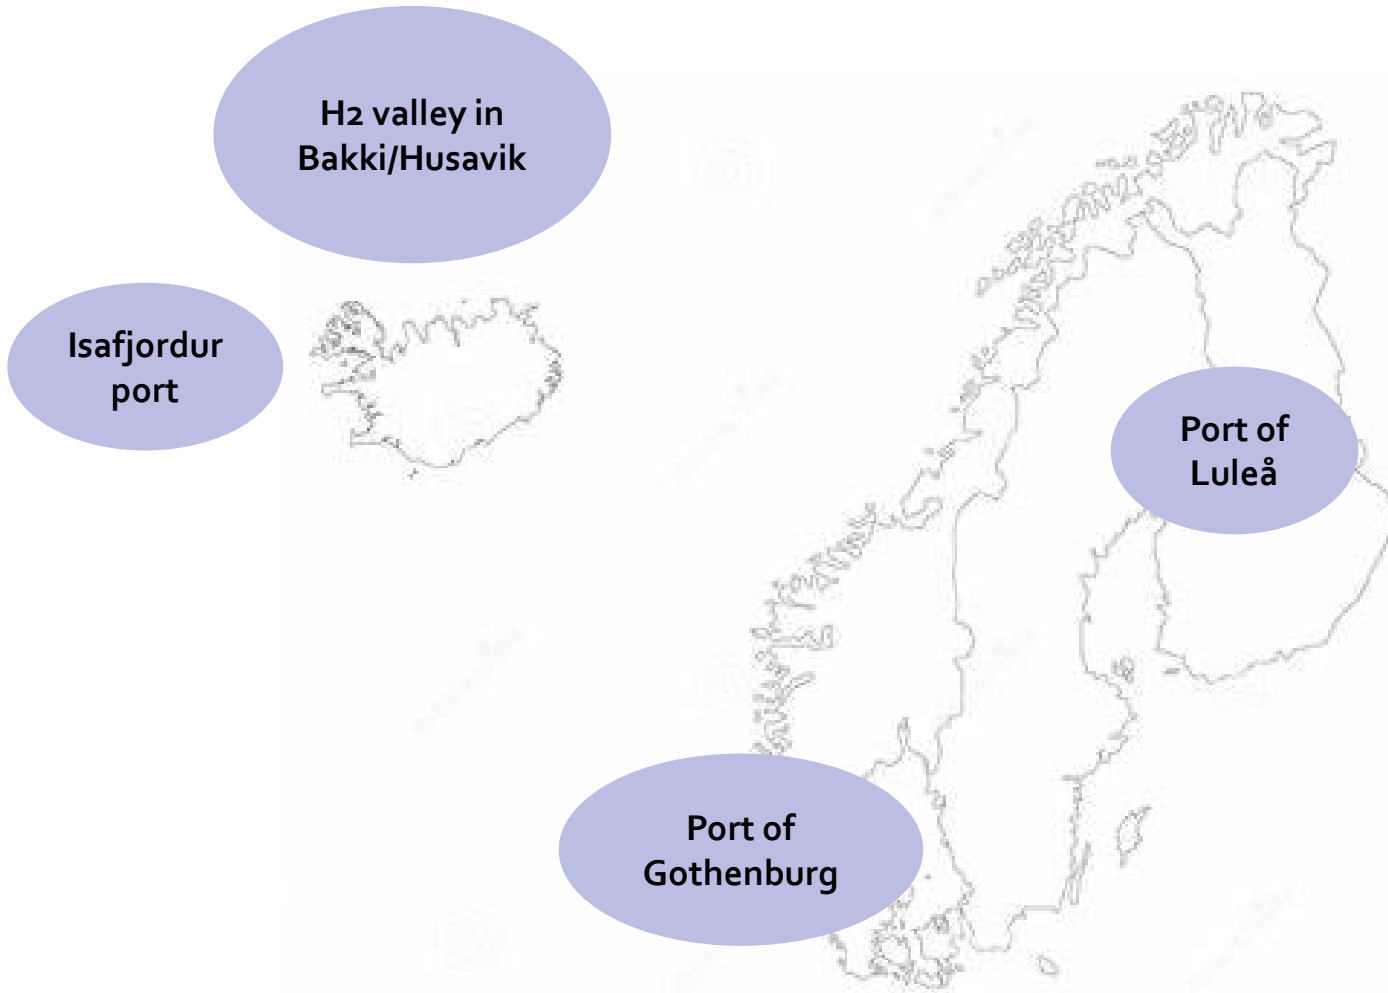 H2 valley in
Bakki/Husavik
Isafjordur
port
Port of
Luleå
Port of
Gothenburg